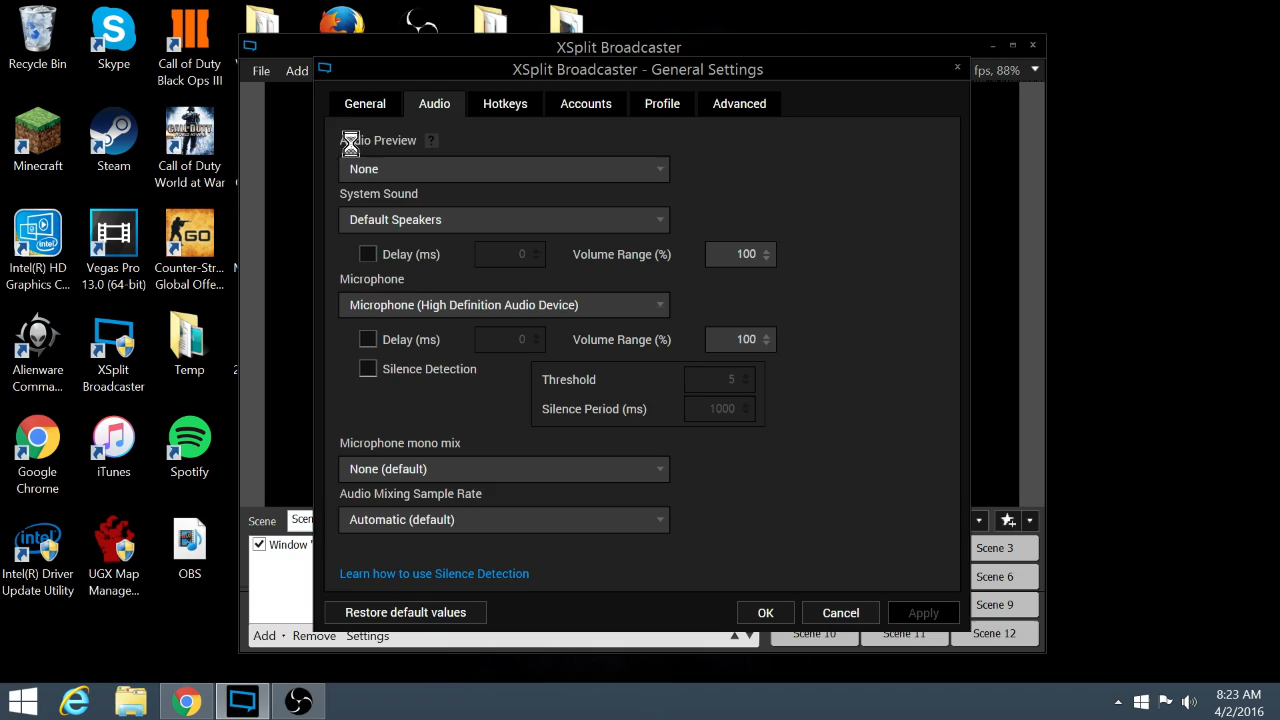 Recycle Bin
Skype
Call of Duty
Black Ops III
Minecraft
Steam
Call of Duty
World at War
Intel(R) HD
Graphics C...
Vegas Pro
13.0 (64-bit)
Counter-Str...
Global Offe...
Alienware
Comma...
XSplit
Broadcaster
Temp
Google
Chrome
iTunes
Spotify
Intel(R) Driver
Update Utility
UGX Map
Manage...
OBS
XSplit Broadcaster
File Add
fps, 88%
XSplit Broadcaster - General Settings
General Audio Hotkeys Accounts Profile Advanced
Audio Preview ?
None
System Sound
Default Speakers
Delay (ms) 0 Volume Range (%) 100
Microphone
Microphone (High Definition Audio Device)
Delay (ms) 0 Volume Range (%) 100
Silence Detection
Threshold 5
Silence Period (ms) 1000
Microphone mono mix
None (default)
Audio Mixing Sample Rate
Automatic (default)
Learn how to use Silence Detection
Restore default values OK Cancel Apply
Scene Scen
Window
Scene 3
Scene 6
Scene 9
Scene 10 Scene 11 Scene 12
Add Remove Settings
8:23 AM
4/2/2016